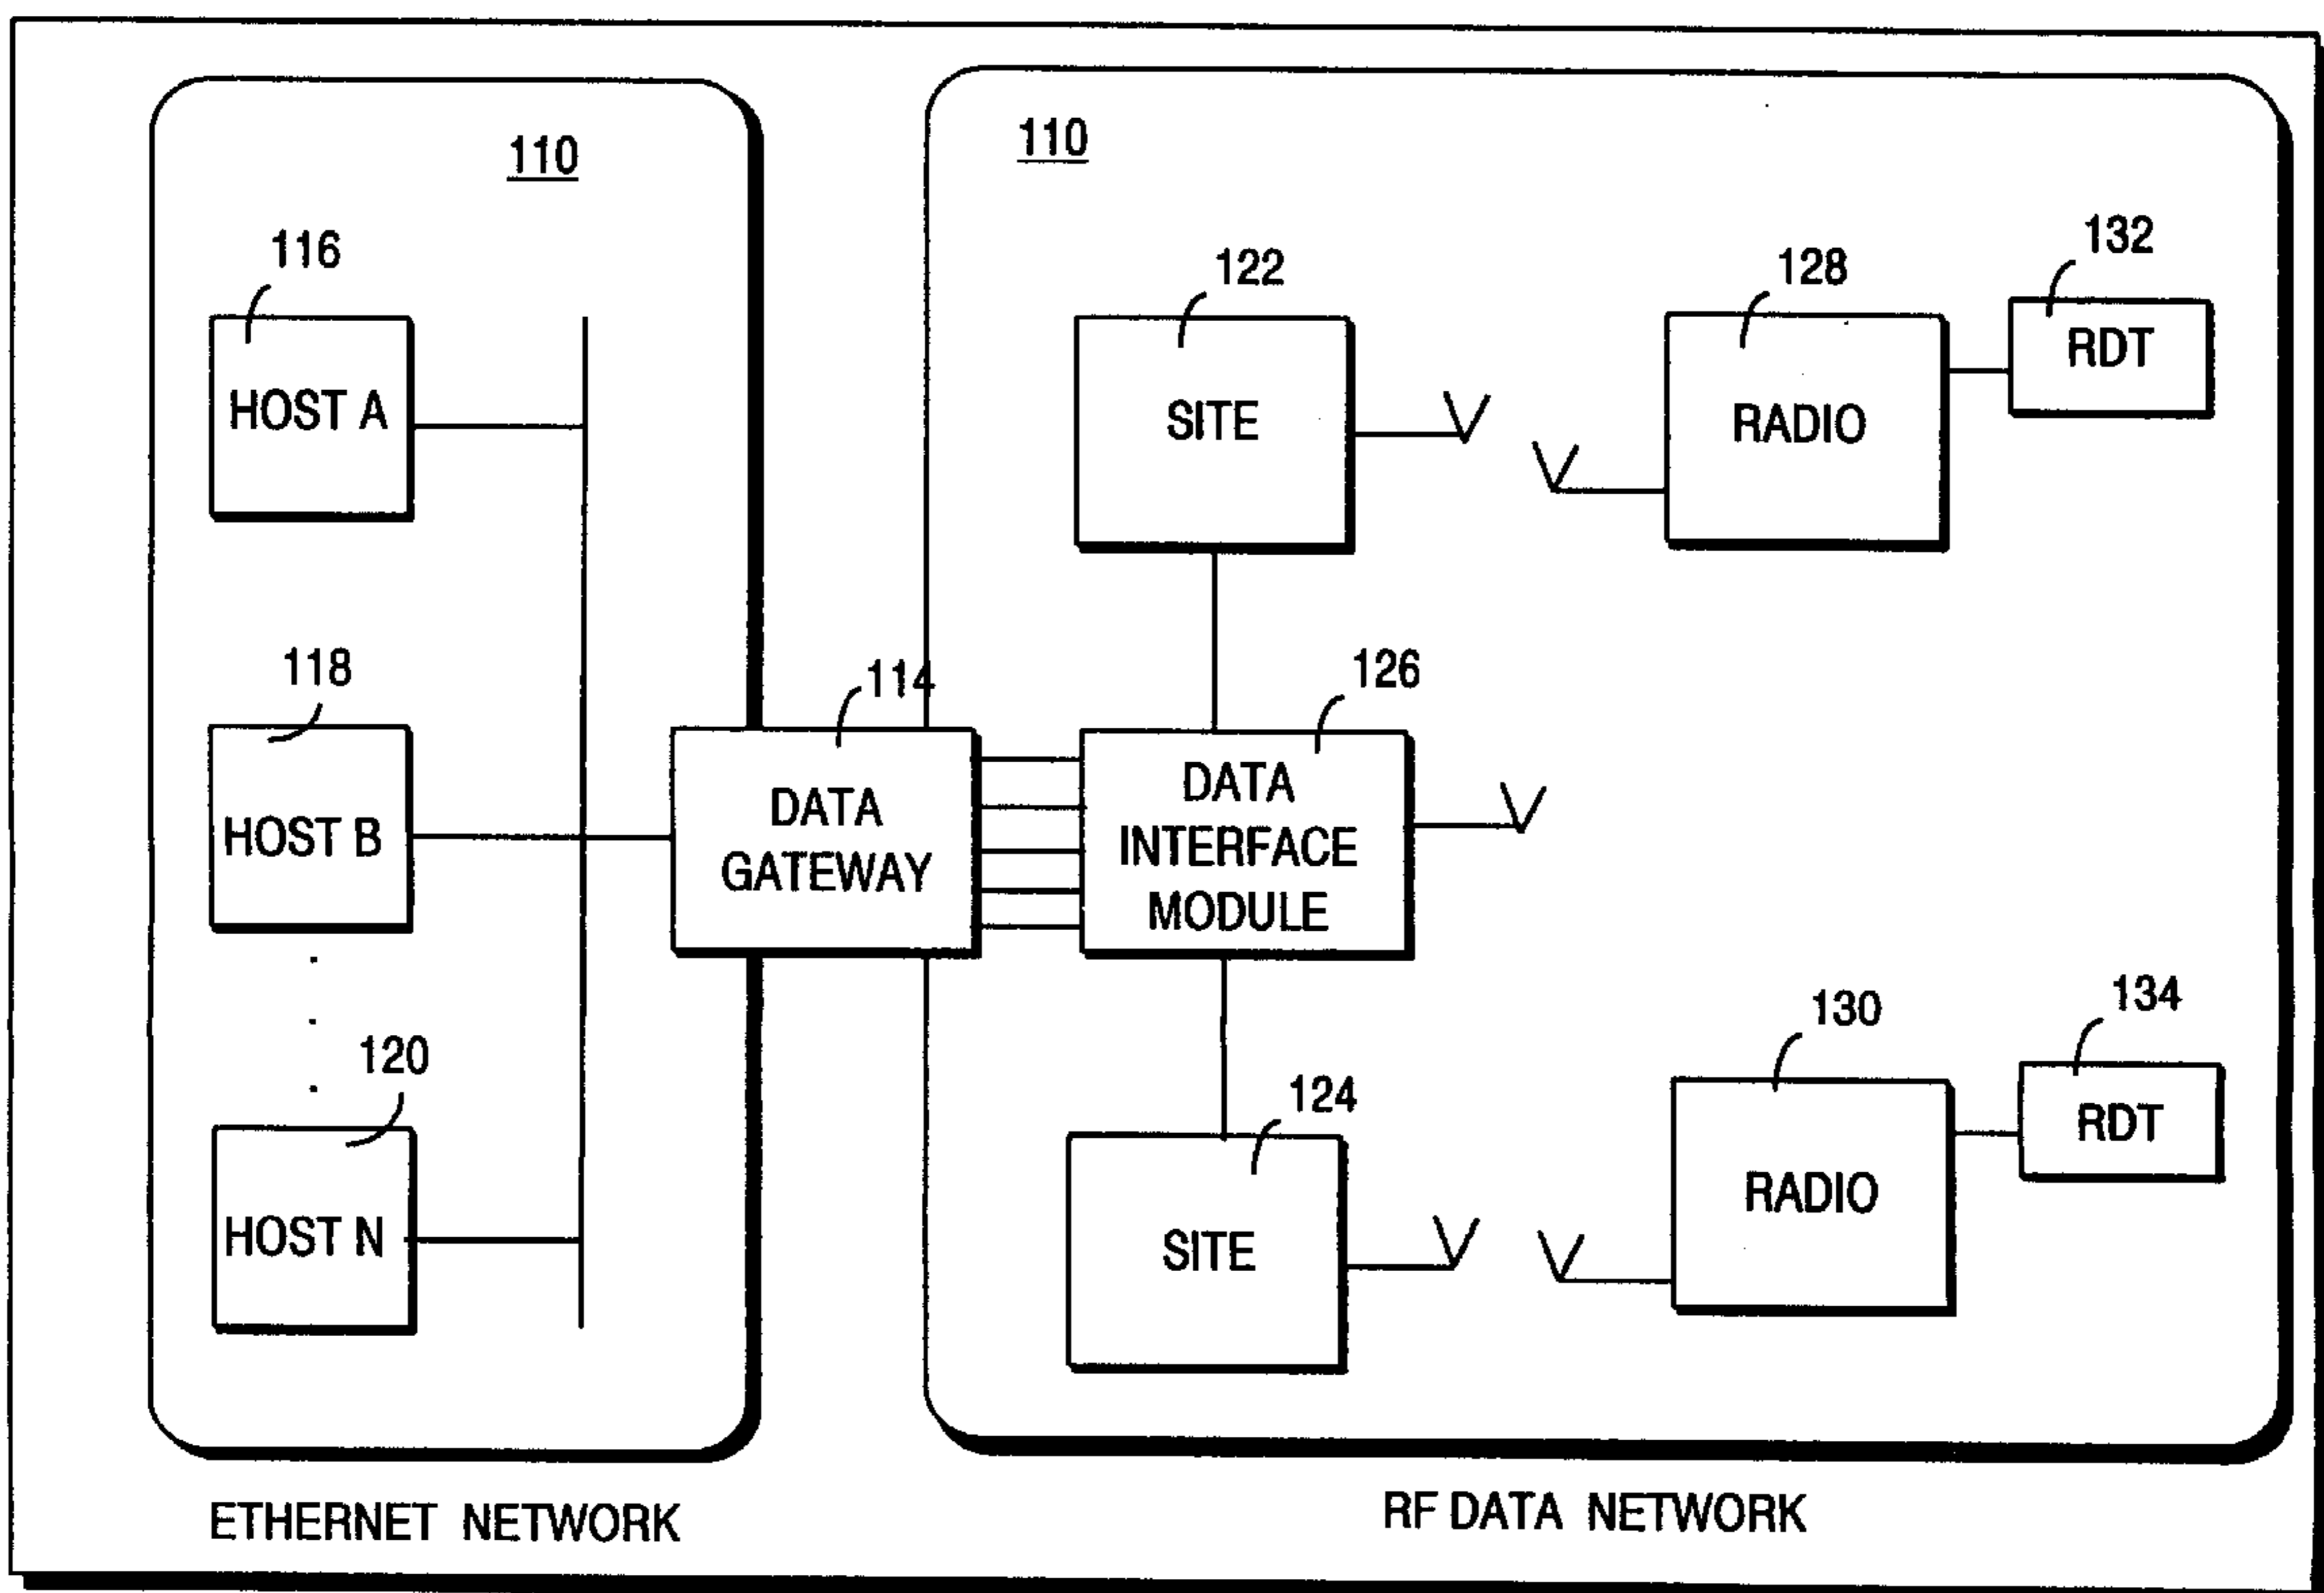 110
116
HOST A
118
HOST B
120
HOST N
ETHERNET NETWORK
114
DATA
GATEWAY
110
122
SITE
128
RADIO
132
RDT
126
DATA
INTERFACE
MODULE
124
SITE
130
RADIO
134
RDT
RF DATA NETWORK